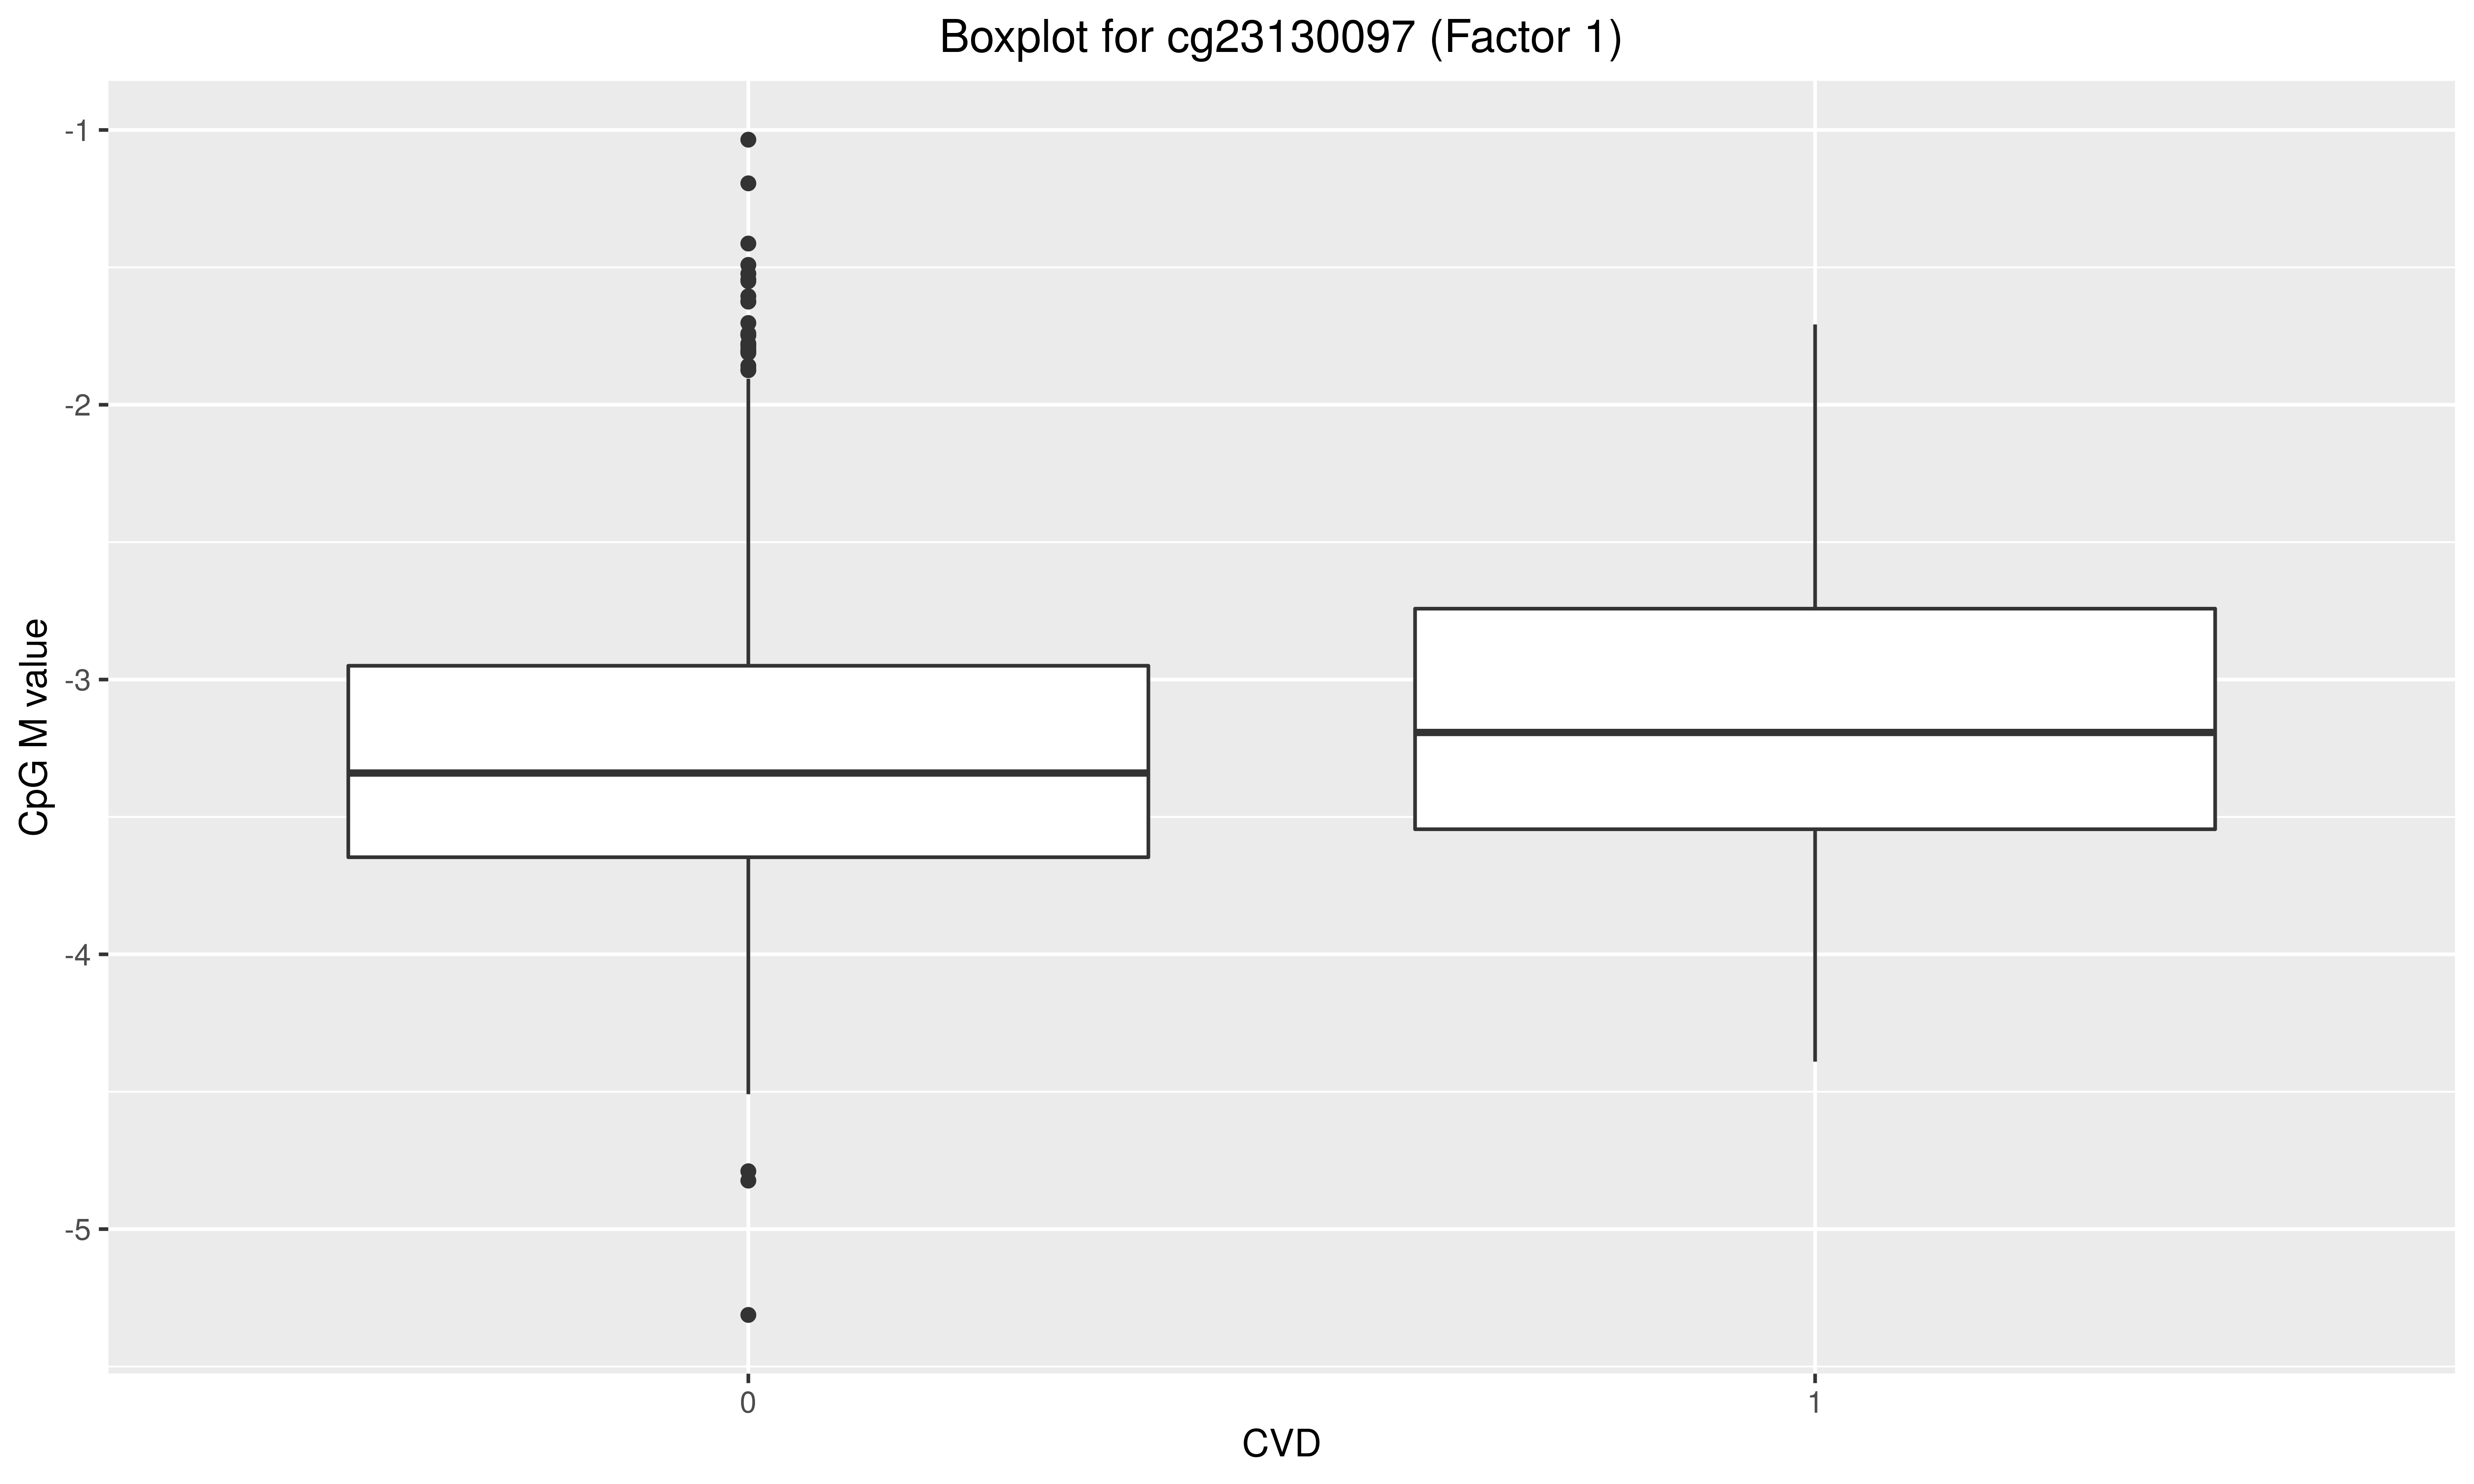 Boxplot for cg23130097 (Factor 1)
-1
-2
-3
-4
-5
CpG M value
0
1
CVD